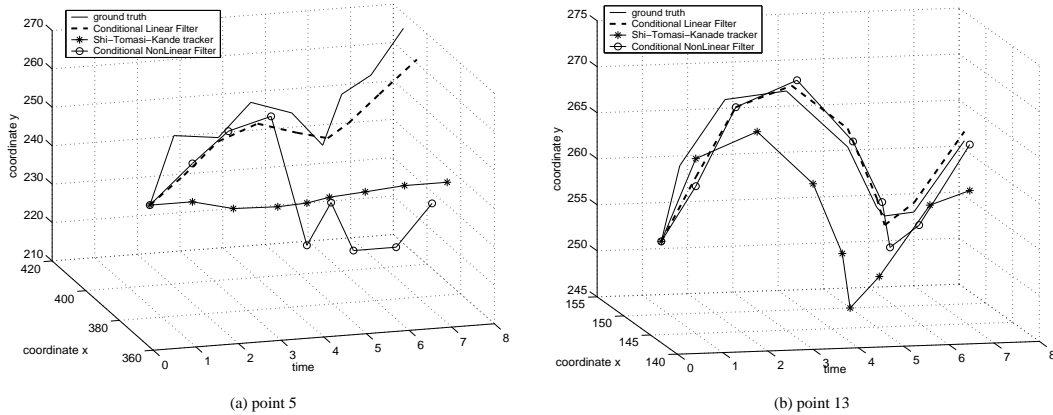 270
260
250
240
230
220
210
420
400
380
360
0
1
2
3
4
5
6
7
8
coordinate y
coordinate x
time
ground truth
Conditional Linear Filter
Shi−Tomasi−Kande tracker
Conditional NonLinear Filter
(a) point 5
275
270
265
260
255
250
245
155
150
145
140
0
1
2
3
4
5
6
7
8
coordinate y
coordinate x
time
ground truth
Conditional Linear Filter
Shi−Tomasi−Kanade tracker
Conditional NonLinear Filter
(b) point 13